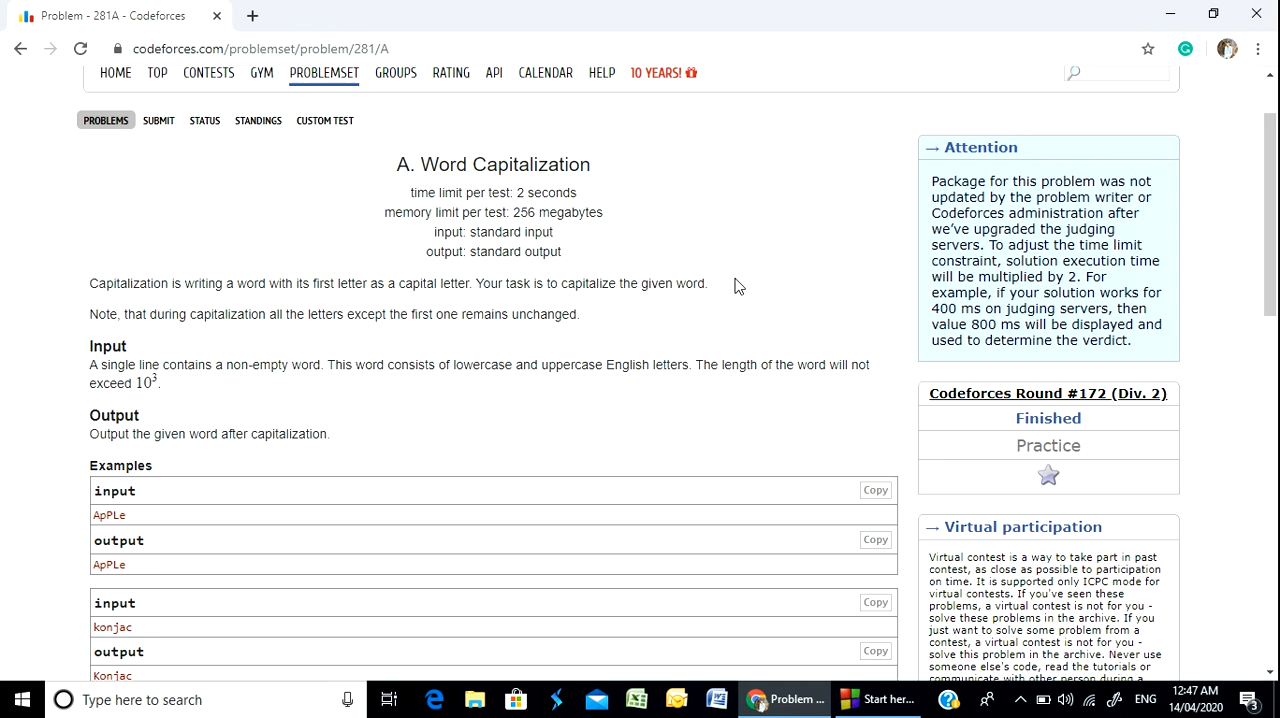 Problem - 281A - Codeforces
codeforces.com/problemset/problem/281/A
HOME TOP CONTESTS GYM PROBLEMSET GROUPS RATING API CALENDAR HELP 10 YEARS!
PROBLEMS SUBMIT STATUS STANDINGS CUSTOM TEST
A. Word Capitalization
time limit per test: 2 seconds
memory limit per test: 256 megabytes
input: standard input
output: standard output
Capitalization is writing a word with its first letter as a capital letter. Your task is to capitalize the given word.
Note, that during capitalization all the letters except the first one remains unchanged.
Input
A single line contains a non-empty word. This word consists of lowercase and uppercase English letters. The length of the word will not
exceed 10³.
Output
Output the given word after capitalization.
Examples
input Copy
ApPLe
output Copy
ApPLe
input Copy
konjac
output Copy
Konjac
→ Attention
Package for this problem was not
updated by the problem writer or
Codeforces administration after
we've upgraded the judging
servers. To adjust the time limit
constraint, solution execution time
will be multiplied by 2. For
example, if your solution works for
400 ms on judging servers, then
value 800 ms will be displayed and
used to determine the verdict.
Codeforces Round #172 (Div. 2)
Finished
Practice
→ Virtual participation
Virtual contest is a way to take part in past
contest, as close as possible to participation
on time. It is supported only ICPC mode for
virtual contests. If you've seen these
problems, a virtual contest is not for you -
solve these problems in the archive. If you
just want to solve some problem from a
contest, a virtual contest is not for you -
solve this problem in the archive. Never use
someone else's code, read the tutorials or
communicate with other person during a
Type here to search
Problem ...
Start her...
ENG
12:47 AM
14/04/2020
3